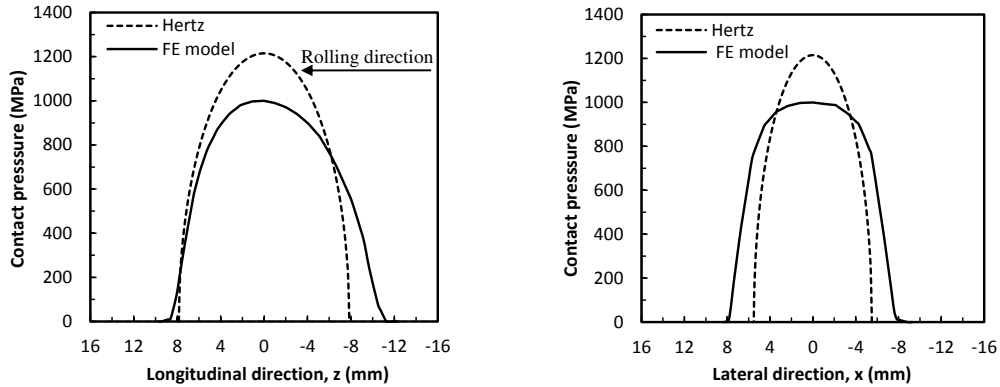 1400
1200
1000
800
600
400
200
0
Contact presssure (MPa)
Hertz
FE model
Rolling direction
16 12 8 4 0 -4 -8 -12 -16
Longitudinal direction, z (mm)
1400
1200
1000
800
600
400
200
0
Contact presssure (MPa)
Hertz
FE model
16 12 8 4 0 -4 -8 -12 -16
Lateral direction, x (mm)